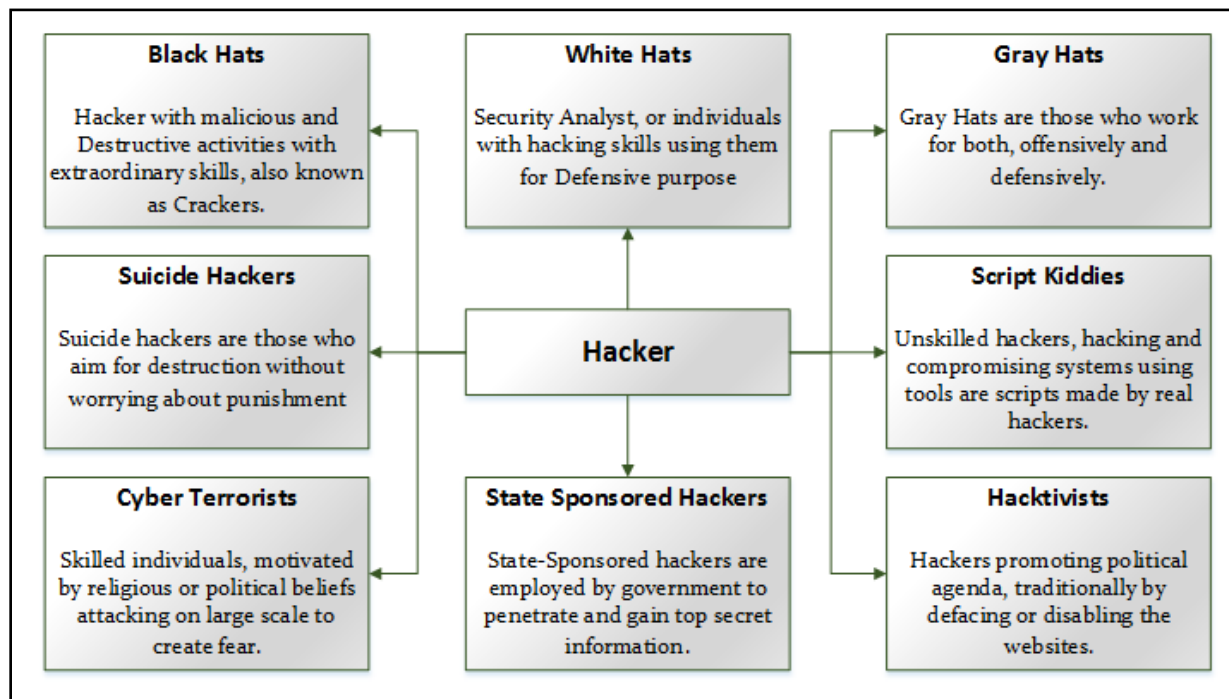 Black Hats
Hacker with malicious and
Destructive activities with
extraordinary skills, also known
as Crackers.
White Hats
Security Analyst, or individuals
with hacking skills using them
for Defensive purpose
Gray Hats
Gray Hats are those who work
for both, offensively and
defensively.
Suicide Hackers
Suicide hackers are those who
aim for destruction without
worrying about punishment
Hacker
Script Kiddies
Unskilled hackers, hacking and
compromising systems using
tools are scripts made by real
hackers.
Cyber Terrorists
Skilled individuals, motivated
by religious or political beliefs
attacking on large scale to
create fear.
State Sponsored Hackers
State-Sponsored hackers are
employed by government to
penetrate and gain top secret
information.
Hacktivists
Hackers promoting political
agenda, traditionally by
defacing or disabling the
websites.